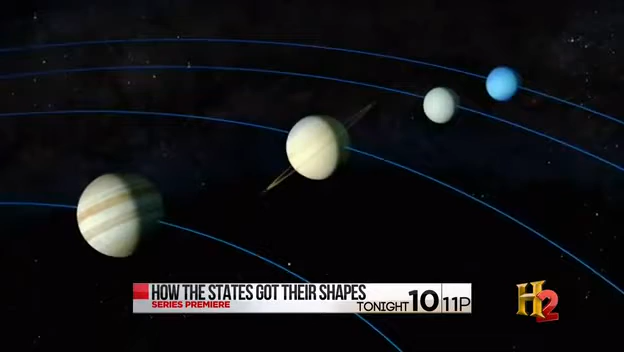 HOW THE STATES GOT THEIR SHAPES
SERIES PREMIERE
TONIGHT 10 11P
H2